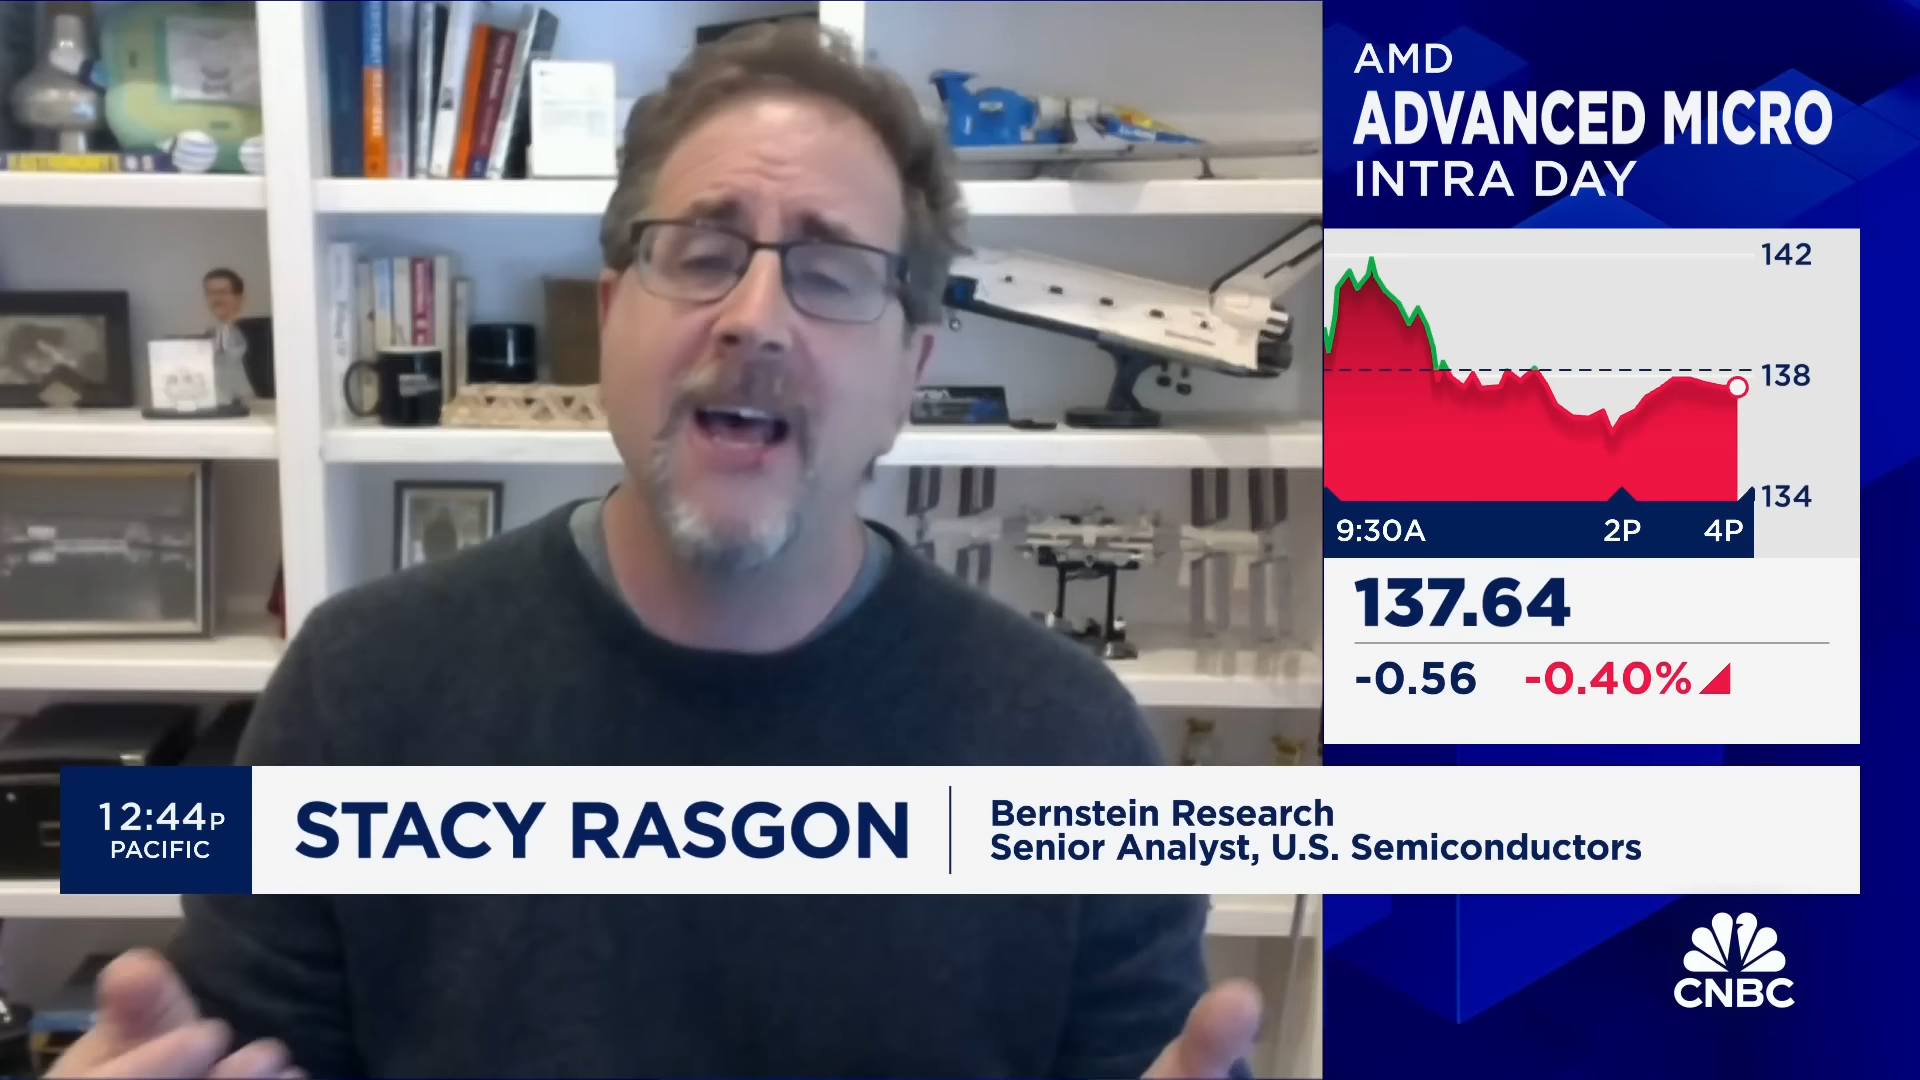 AMD
ADVANCED MICRO
INTRA DAY
142
138
134
9:30A 2P 4P
137.64
-0.56 -0.40%
12:44P
PACIFIC
STACY RASGON
Bernstein Research
Senior Analyst, U.S. Semiconductors
CNBC